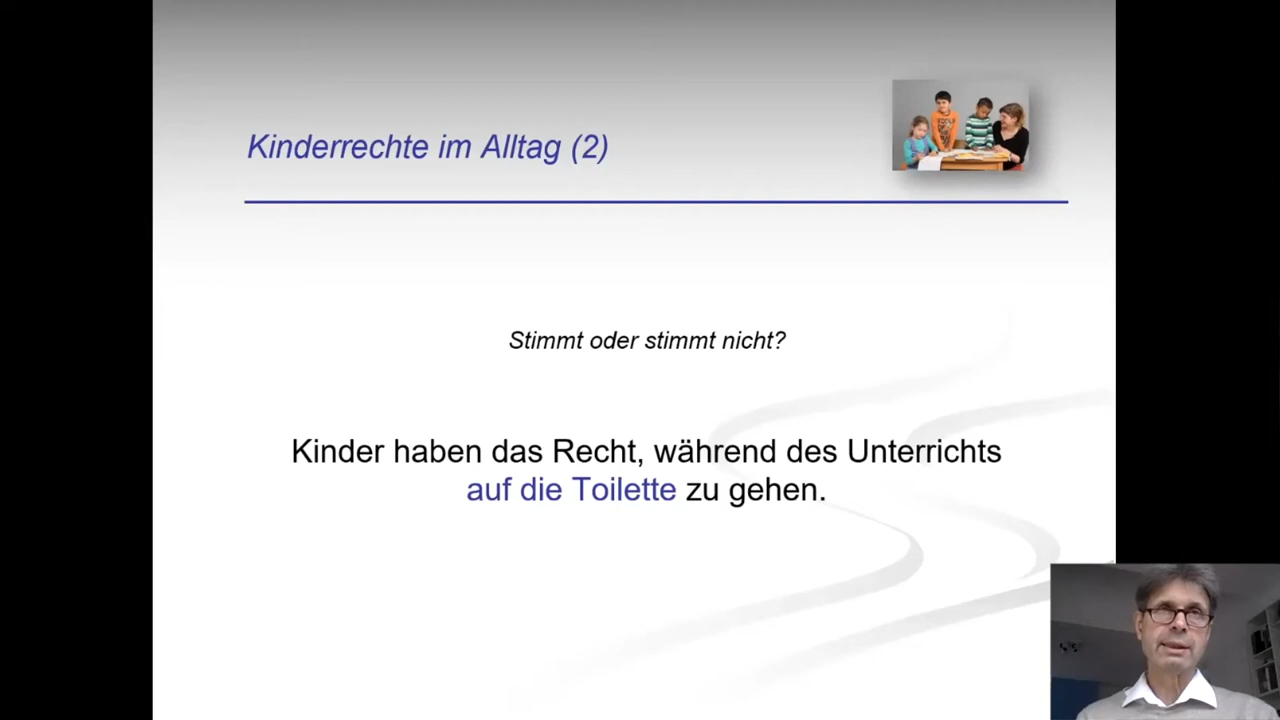 Kinderrechte im Alltag (2)
Stimmt oder stimmt nicht?
Kinder haben das Recht, während des Unterrichts
auf die Toilette zu gehen.